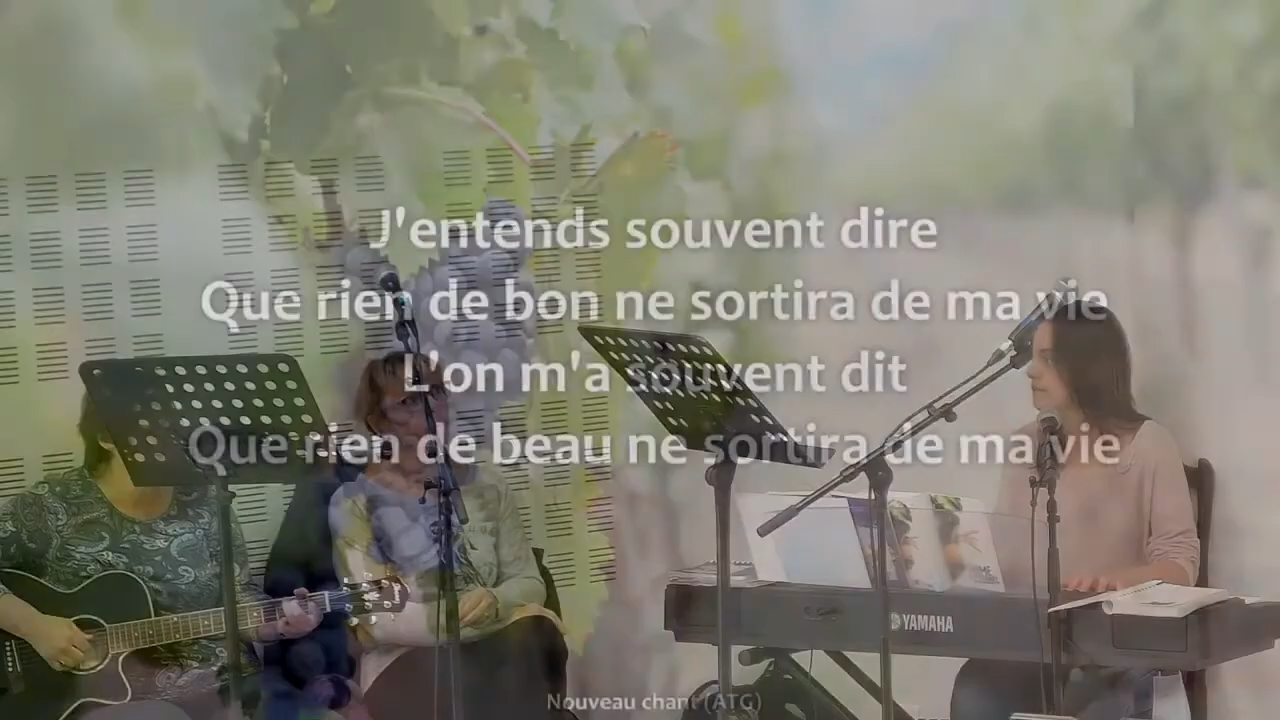 J'entends souvent dire
Que rien de bon ne sortira de ma vie
L'on m'a souvent dit
Que rien de beau ne sortira de ma vie
YAMAHA
Nouveau chant (ATG)